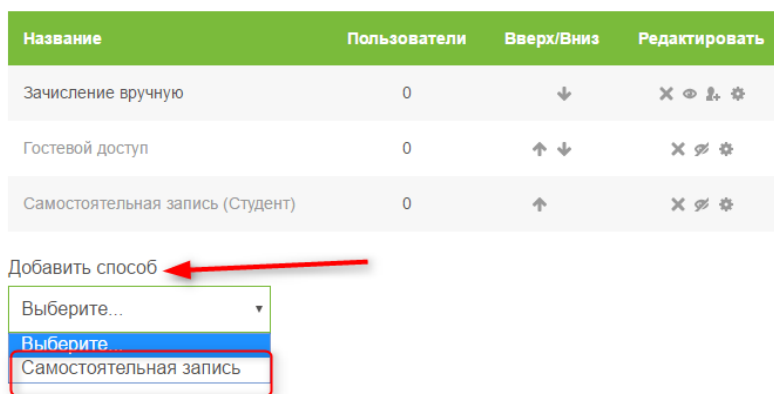 Название Пользователи Вверх/Вниз Редактировать
Зачисление вручную 0
Гостевой доступ 0
Самостоятельная запись (Студент) 0
Добавить способ
Выберите...
Выберите...
Самостоятельная запись